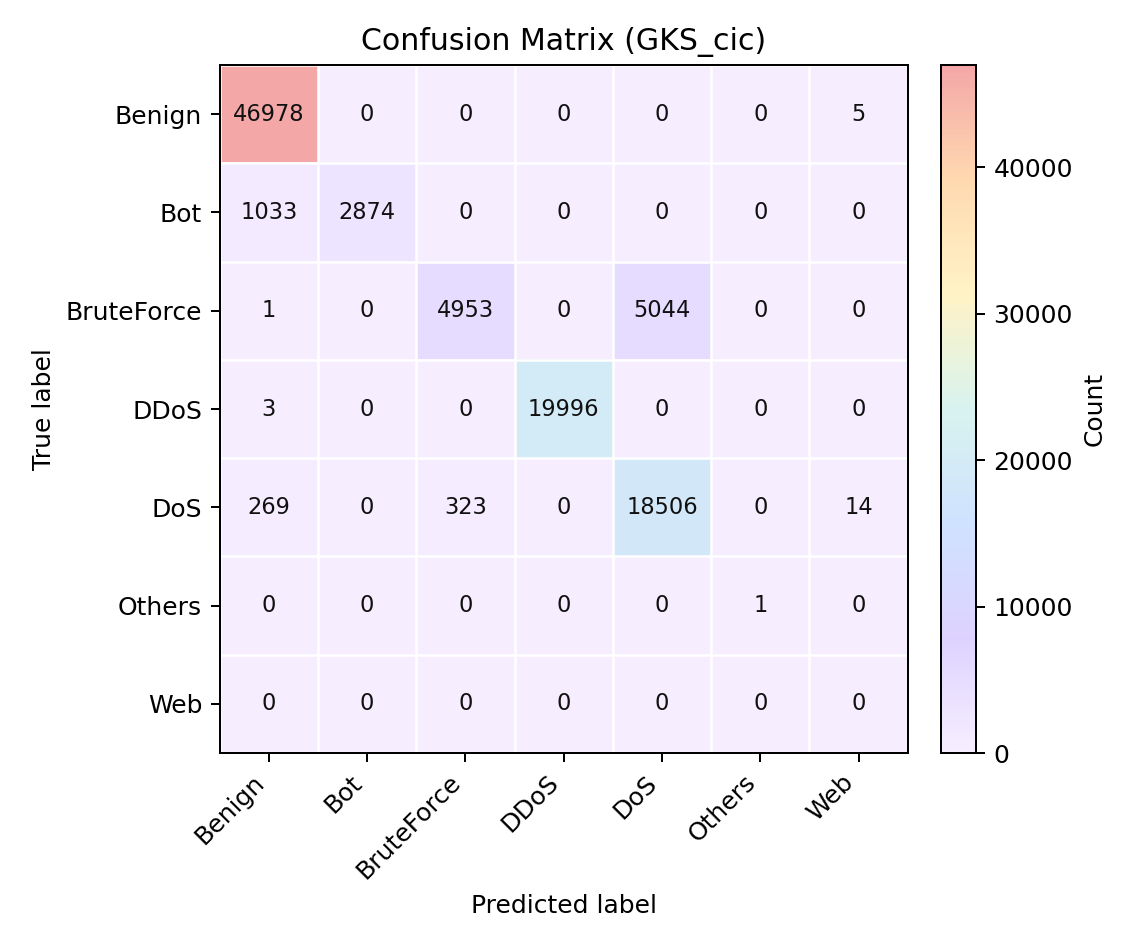 Confusion Matrix (GKS_cic)
Benign 46978 0 0 0 0 0 5
Bot 1033 2874 0 0 0 0 0
BruteForce 1 0 4953 0 5044 0 0
DDoS 3 0 0 19996 0 0 0
DoS 269 0 323 0 18506 0 14
Others 0 0 0 0 0 1 0
Web 0 0 0 0 0 0 0
True label
Benign Bot BruteForce DDoS DoS Others Web
Predicted label
40000
30000
20000
10000
0
Count